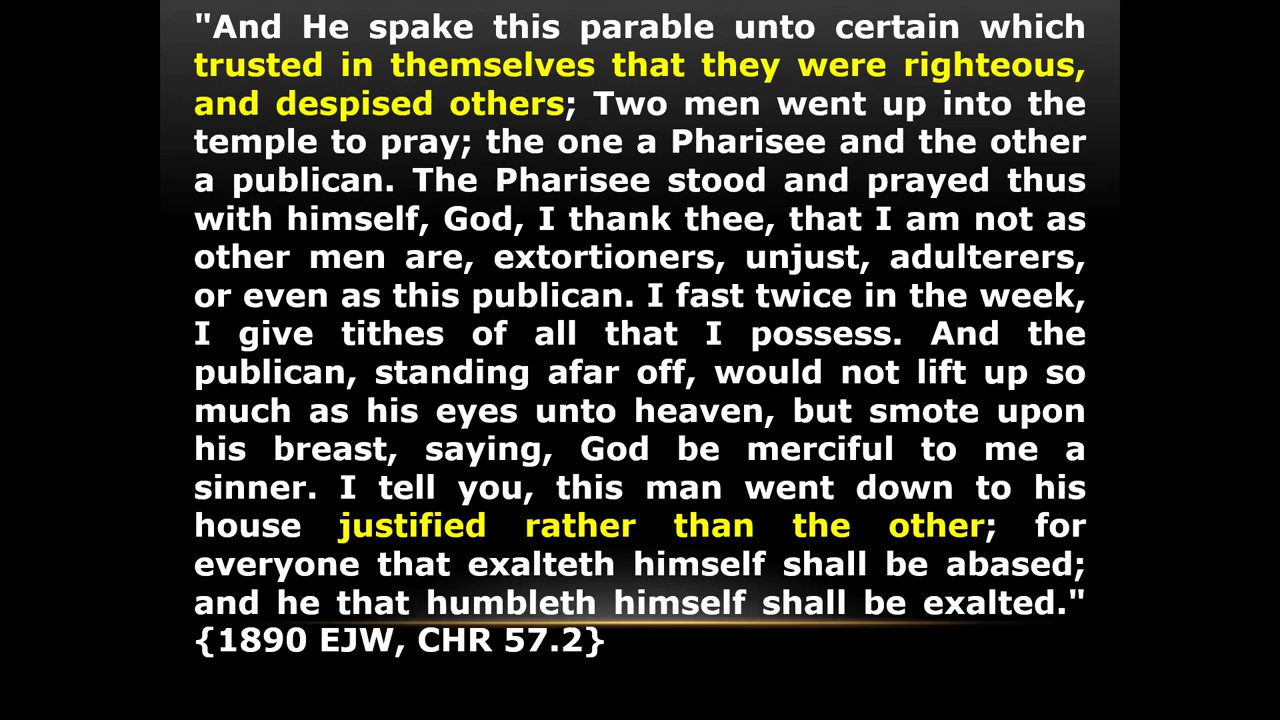 "And He spake this parable unto certain which
trusted in themselves that they were righteous,
and despised others; Two men went up into the
temple to pray; the one a Pharisee and the other
a publican. The Pharisee stood and prayed thus
with himself, God, I thank thee, that I am not as
other men are, extortioners, unjust, adulterers,
or even as this publican. I fast twice in the week,
I give tithes of all that I possess. And the
publican, standing afar off, would not lift up so
much as his eyes unto heaven, but smote upon
his breast, saying, God be merciful to me a
sinner. I tell you, this man went down to his
house justified rather than the other; for
everyone that exalteth himself shall be abased;
and he that humbleth himself shall be exalted."
{1890 EJW, CHR 57.2}